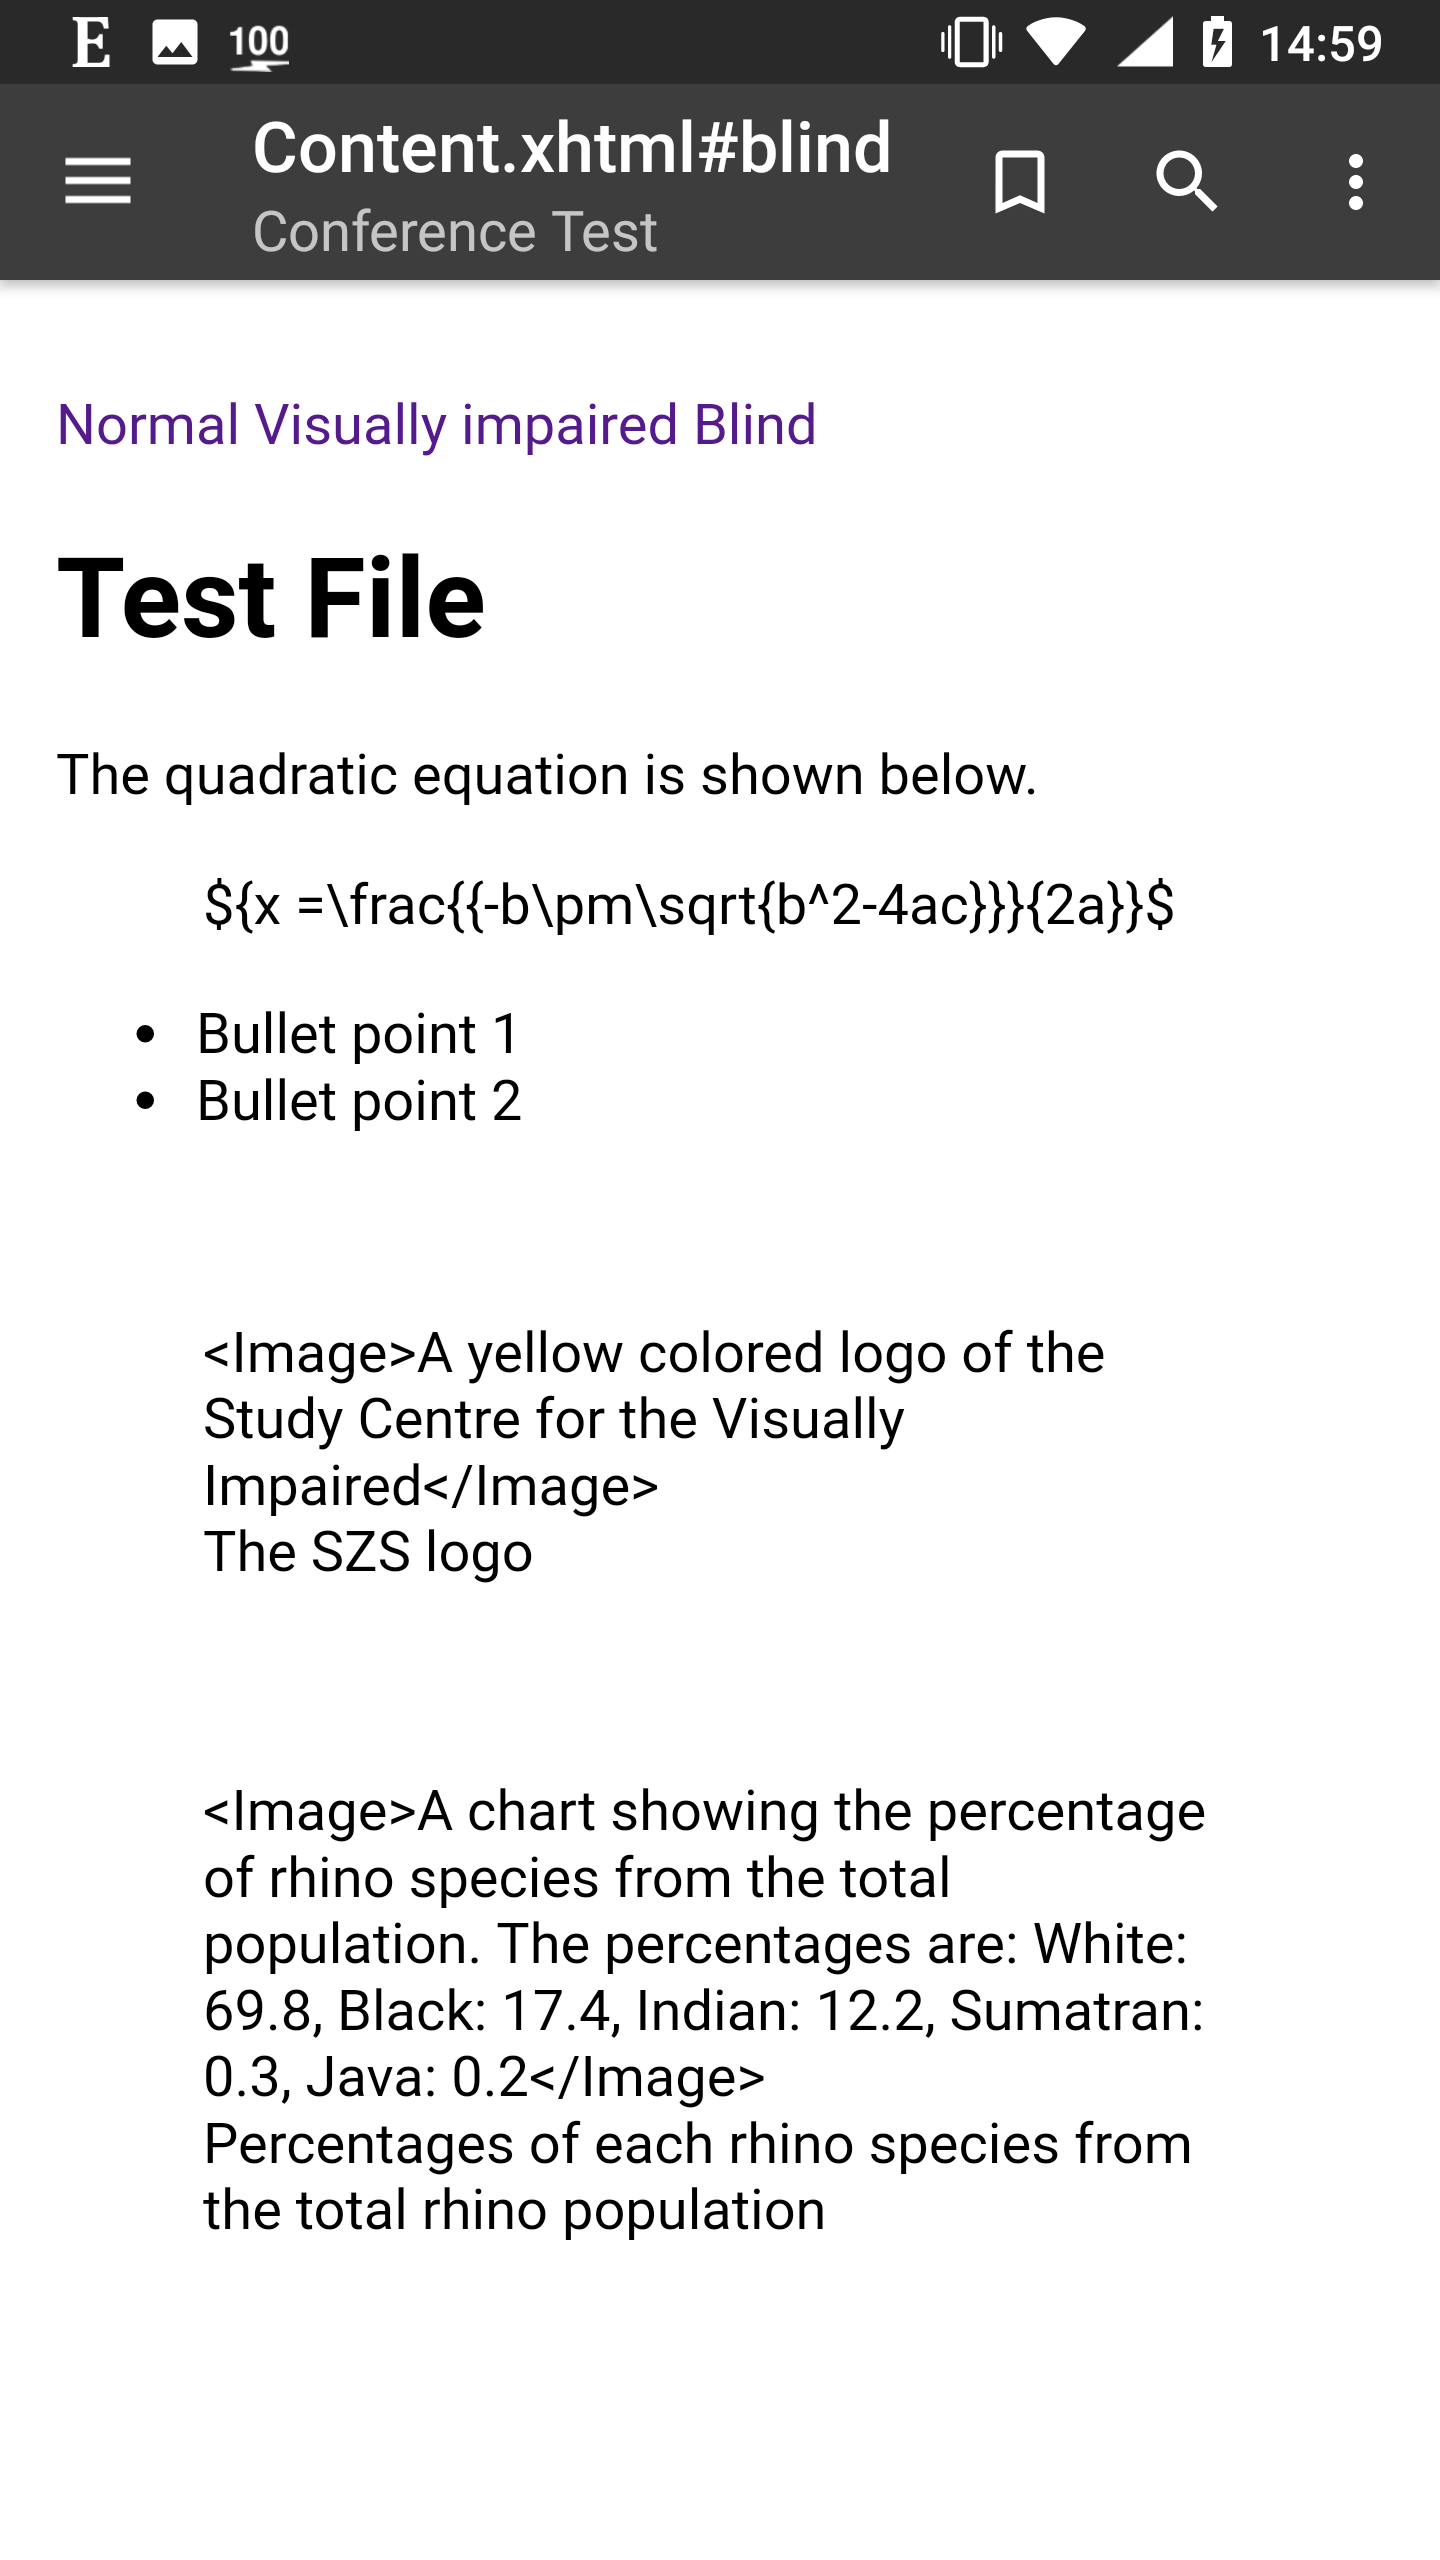 E 100 14:59
Content.xhtml#blind
Conference Test
Normal Visually impaired Blind
Test File
The quadratic equation is shown below.
${x =\frac{{-b\pm\sqrt{b^2-4ac}}}{2a}}$
• Bullet point 1
• Bullet point 2
<Image>A yellow colored logo of the
Study Centre for the Visually
Impaired</Image>
The SZS logo
<Image>A chart showing the percentage
of rhino species from the total
population. The percentages are: White:
69.8, Black: 17.4, Indian: 12.2, Sumatran:
0.3, Java: 0.2</Image>
Percentages of each rhino species from
the total rhino population